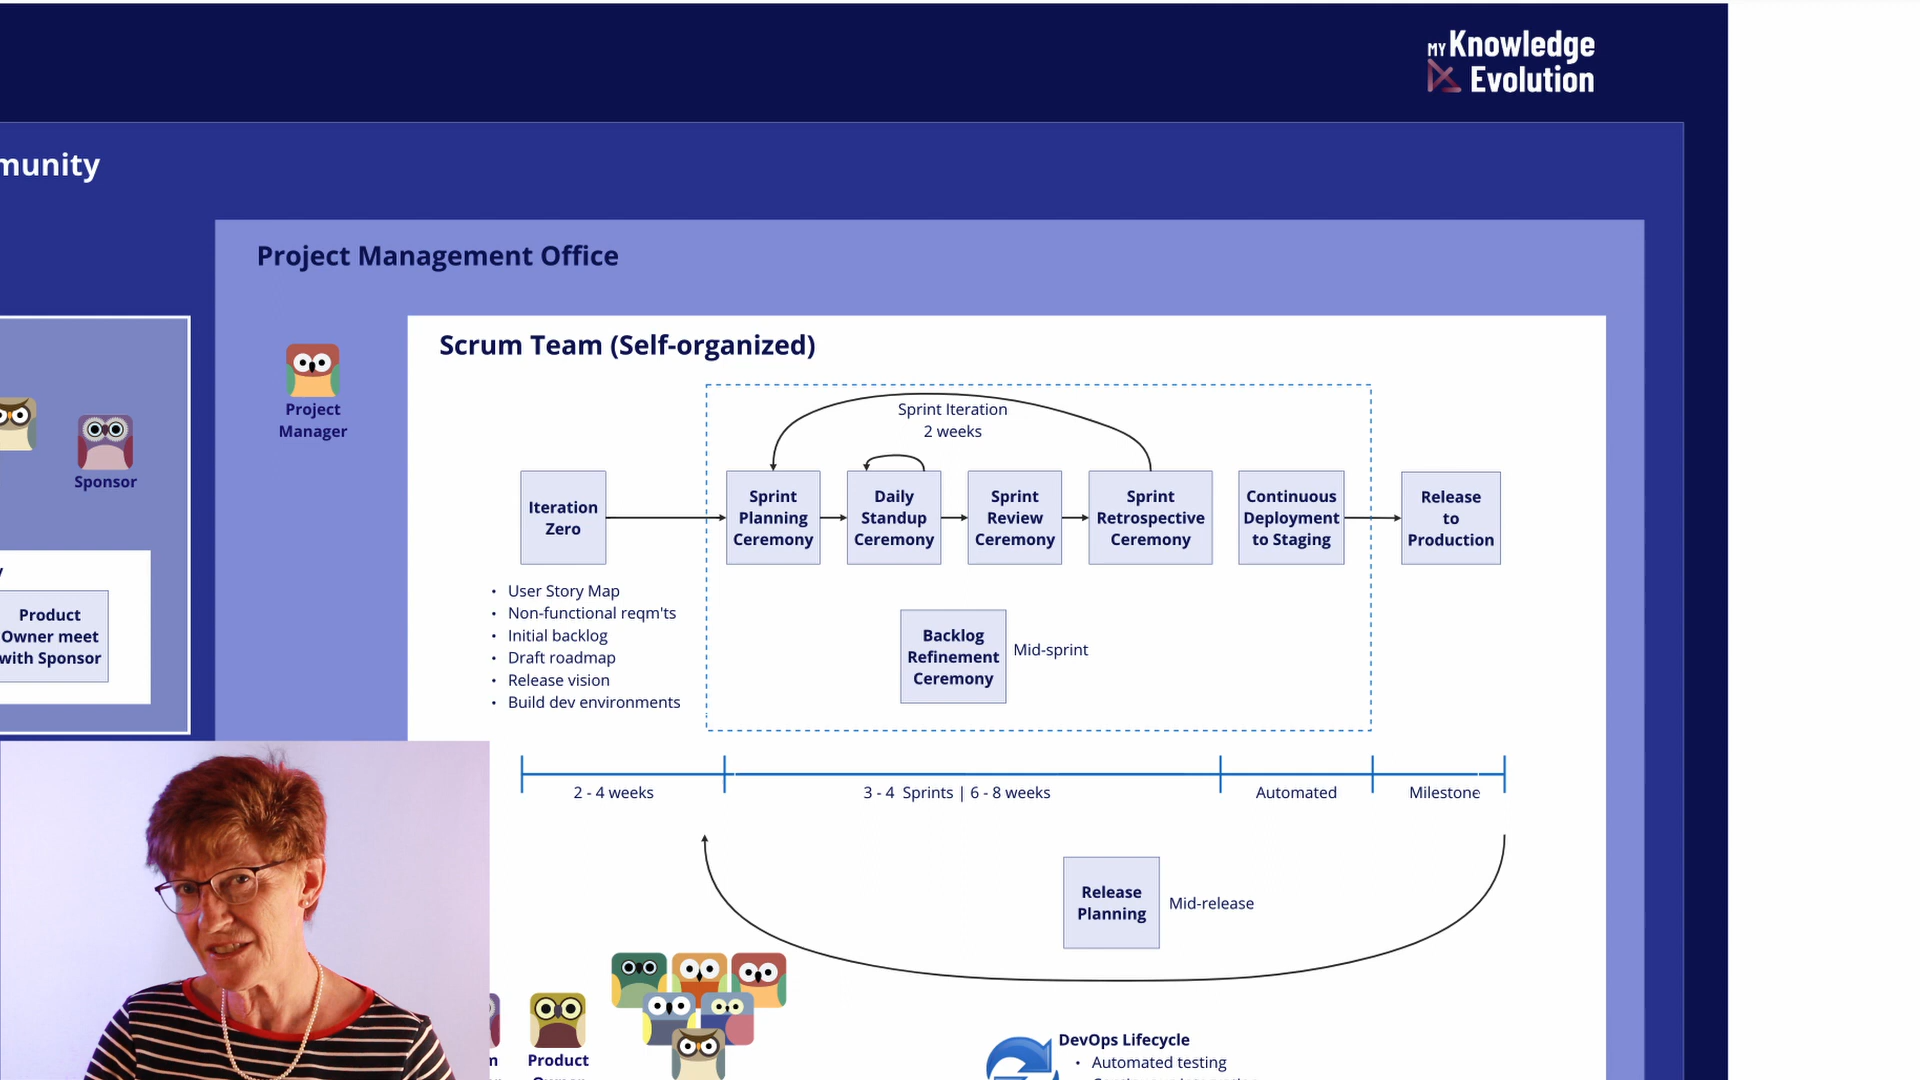 MY Knowledge
Evolution
munity
Project Management Office
Scrum Team (Self-organized)
Project
Manager
Sponsor
Sprint Iteration
2 weeks
Iteration
Zero
Sprint
Planning
Ceremony
Daily
Standup
Ceremony
Sprint
Review
Ceremony
Sprint
Retrospective
Ceremony
Continuous
Deployment
to Staging
Release
to
Production
• User Story Map
• Non-functional reqm'ts
• Initial backlog
• Draft roadmap
• Release vision
• Build dev environments
Backlog
Refinement
Ceremony
Mid-sprint
y
Product
Owner meet
with Sponsor
2 - 4 weeks
3 - 4 Sprints | 6 - 8 weeks
Automated
Milestone
Release
Planning
Mid-release
m
Product
DevOps Lifecycle
• Automated testing